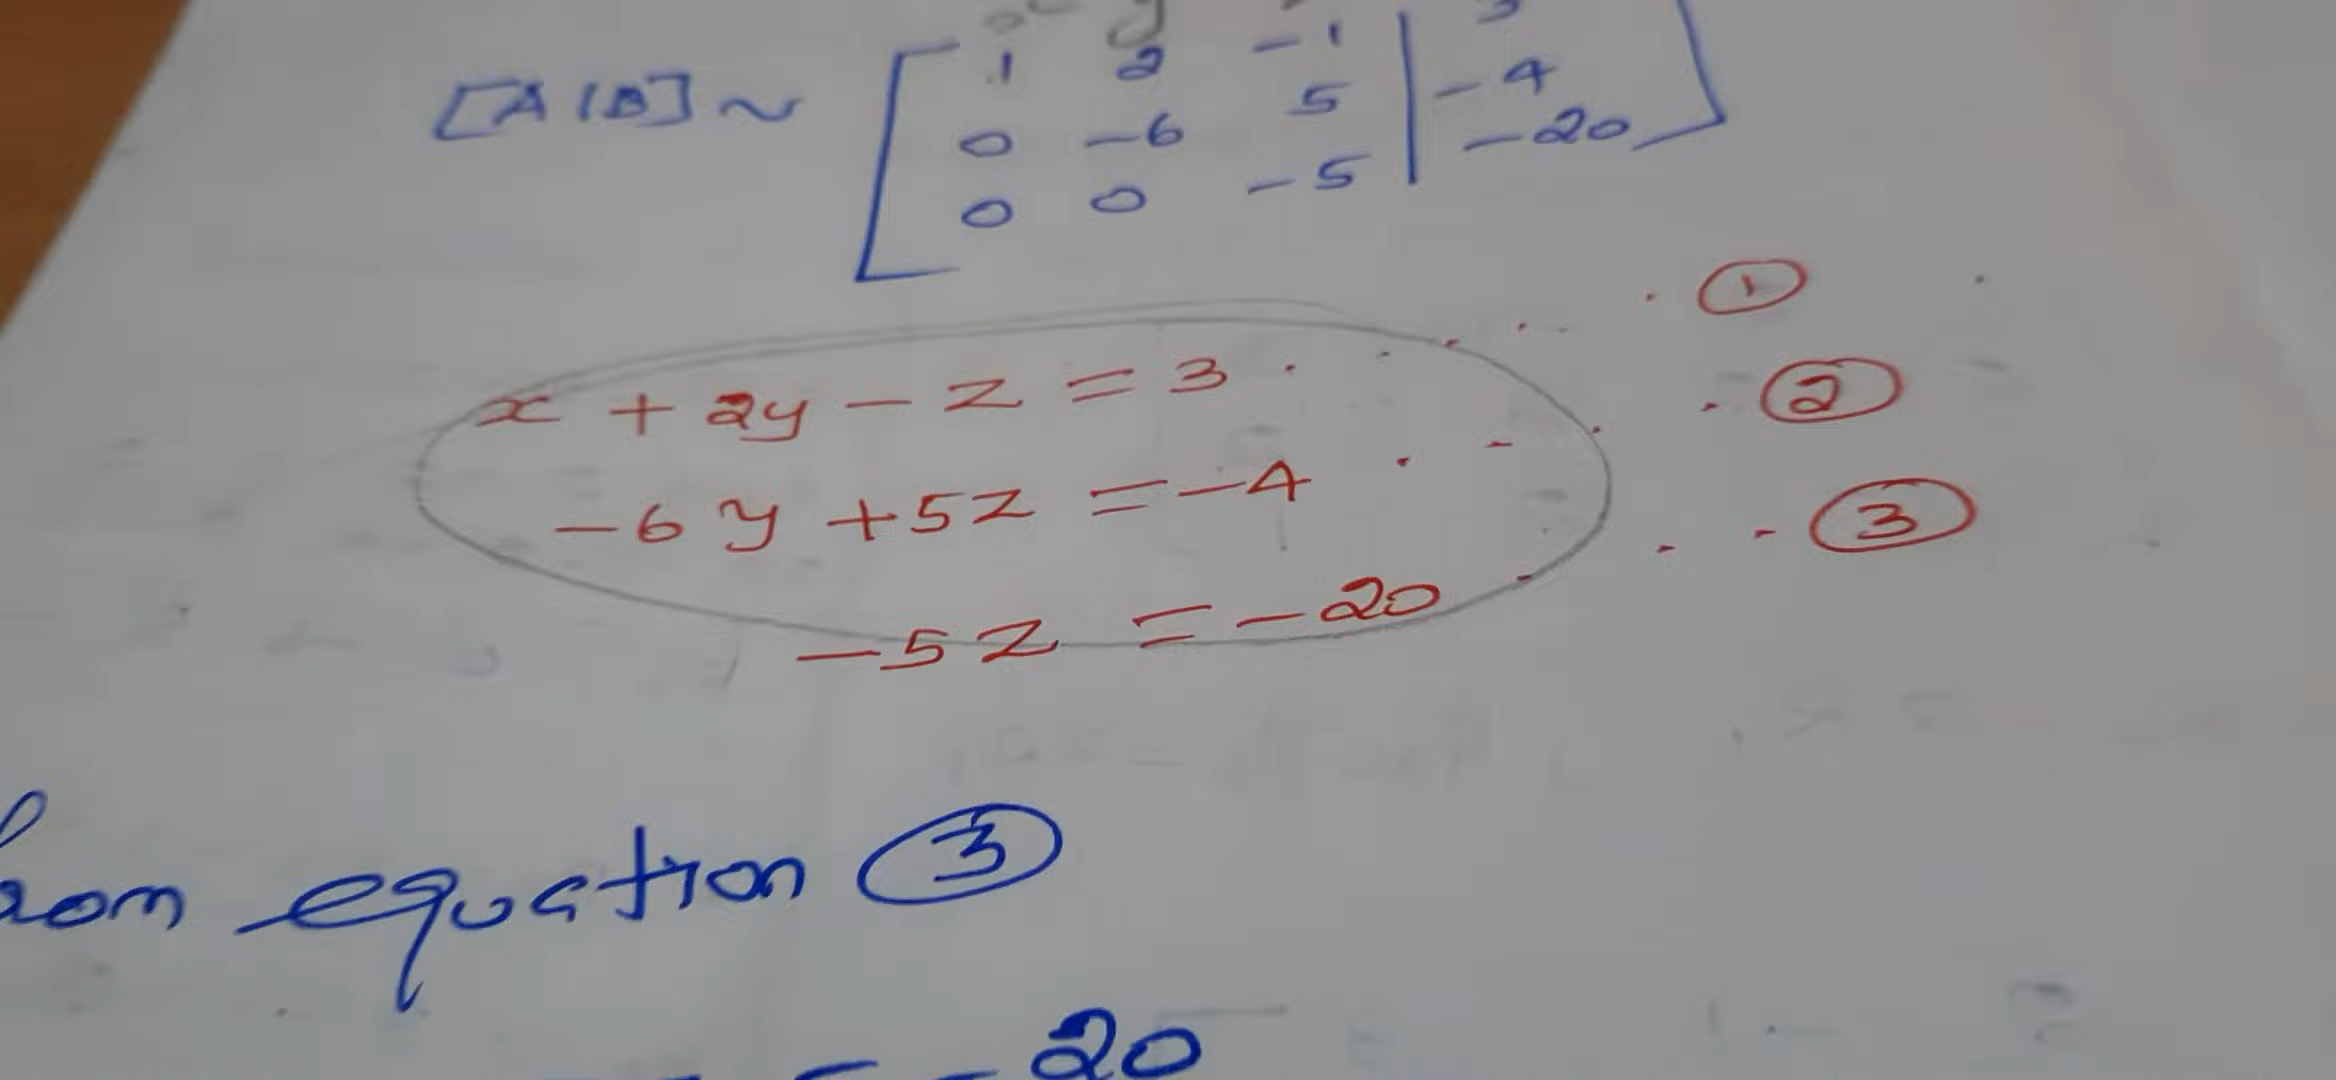 [A|B] ~ [ 1 2 -1 | 3
0 -6 5 | -4
0 0 -5 | -20 ]
x + 2y - z = 3 . . . . . . ①
-6y + 5z = -4 . - . . ②
-5z = -20 . . - ③
equation ③
-20